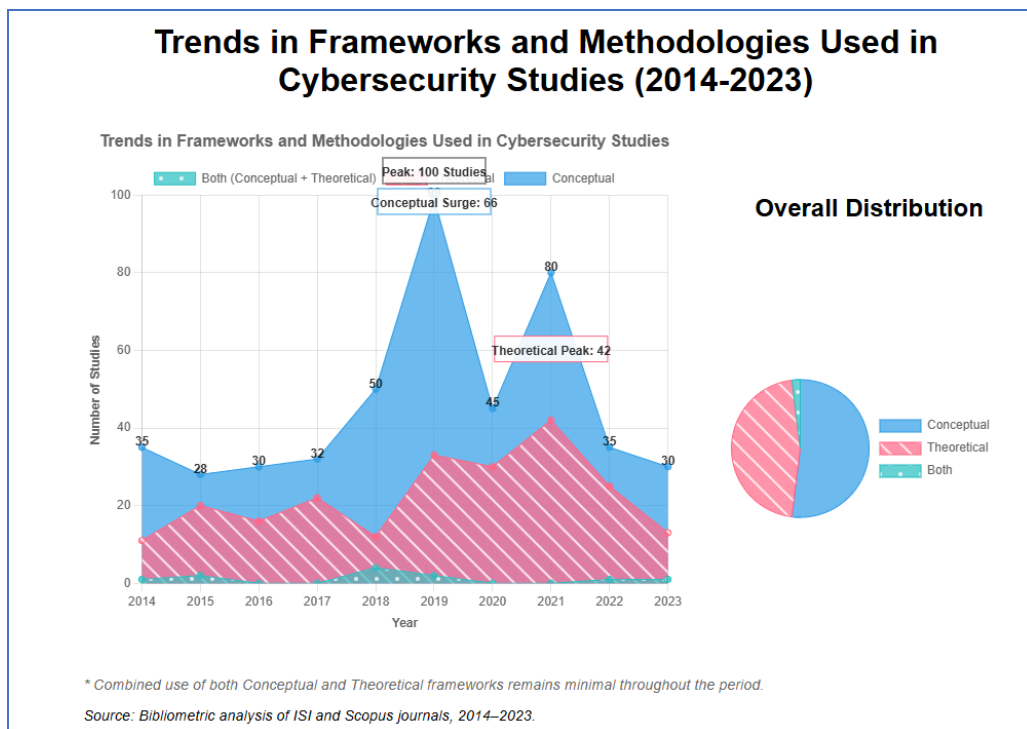 Trends in Frameworks and Methodologies Used in
Cybersecurity Studies (2014-2023)
Trends in Frameworks and Methodologies Used in Cybersecurity Studies
Both (Conceptual + Theoretical)
Conceptual
Peak: 100 Studies
Conceptual Surge: 66
Theoretical Peak: 42
Number of Studies
100
80
60
40
20
0
35
28
30
32
50
45
80
35
30
2014
2015
2016
2017
2018
2019
2020
2021
2022
2023
Year
Overall Distribution
Conceptual
Theoretical
Both
* Combined use of both Conceptual and Theoretical frameworks remains minimal throughout the period.
Source: Bibliometric analysis of ISI and Scopus journals, 2014–2023.